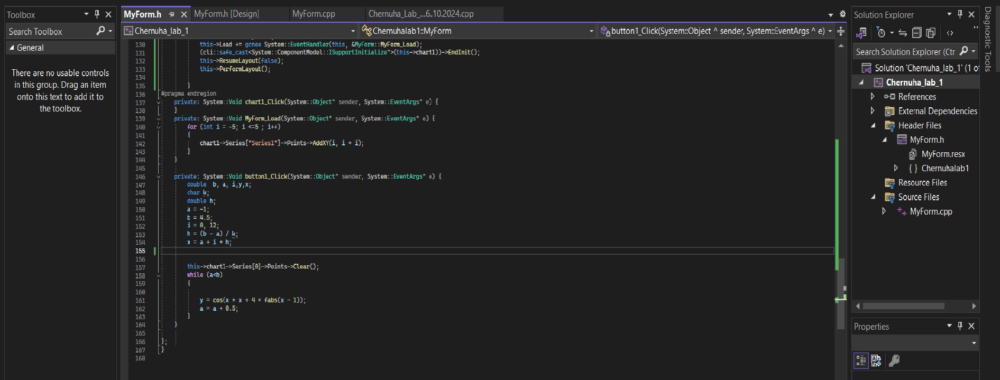 Toolbox
Search Toolbox
General
There are no usable controls
in this group. Drag an item
onto this text to add it to
the toolbox.
MyForm.h
MyForm.h [Design]
MyForm.cpp
Chernuha_Lab_...6..10.2024.cpp
Chernuha_lab_1
Chernuhalab1::MyForm
button1_Click(System::Object ^ sender, System::EventArgs ^ e)
130 this->Load += gcnew System::EventHandler(this, &MyForm::MyForm_Load);
131 (cli::safe_cast<System::ComponentModel::ISupportInitialize^>(this->chart1))->EndInit();
132 this->ResumeLayout(false);
133 this->PerformLayout();
134
135 }
136 #pragma endregion
137 private: System::Void chart1_Click(System::Object^ sender, System::EventArgs^ e) {
138 }
139 private: System::Void MyForm_Load(System::Object^ sender, System::EventArgs^ e) {
140 for (int i = -5; i <=5 ; i++)
141 {
142 chart1->Series["Series1"]->Points->AddXY(i, i * i);
143 }
144 }
145
146 private: System::Void button1_Click(System::Object^ sender, System::EventArgs^ e) {
147 double b, a, i,y,x;
148 char k;
149 double h;
150 a = -1;
151 b = 4.5;
152 i = 0, 12;
153 h = (b - a) / k;
154 x = a + i * h;
155
156
157 this->chart1->Series[0]->Points->Clear();
158 while (a<b)
159 {
160
161 y = cos(x * x + 4 * fabs(x - 1));
162 a = a + 0.5;
163 }
164 }
165
166 };
167 }
168
Solution Explorer
Search Solution Explorer (Ctr
Solution 'Chernuha_lab_1' (1 of
Chernuha_lab_1
References
External Dependencies
Header Files
MyForm.h
MyForm.resx
{ } Chernuhalab1
Resource Files
Source Files
MyForm.cpp
Properties
Diagnostic Tools